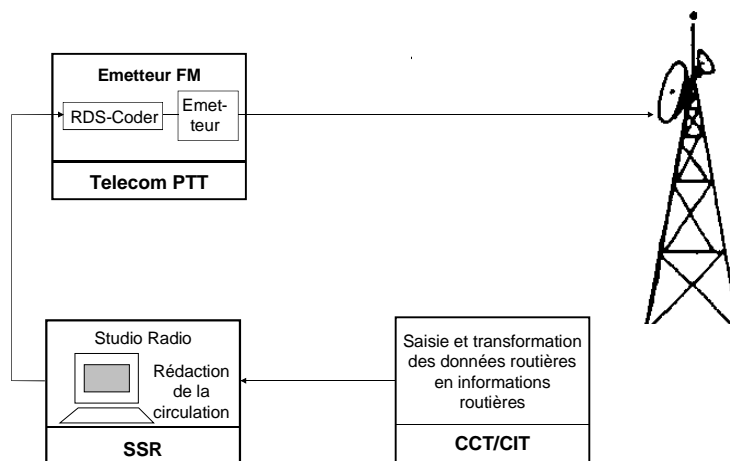 Emetteur FM
RDS-Coder
Emet-
teur
Telecom PTT
Studio Radio
Rédaction
de la
circulation
SSR
Saisie et transformation
des données routières
en informations
routières
CCT/CIT